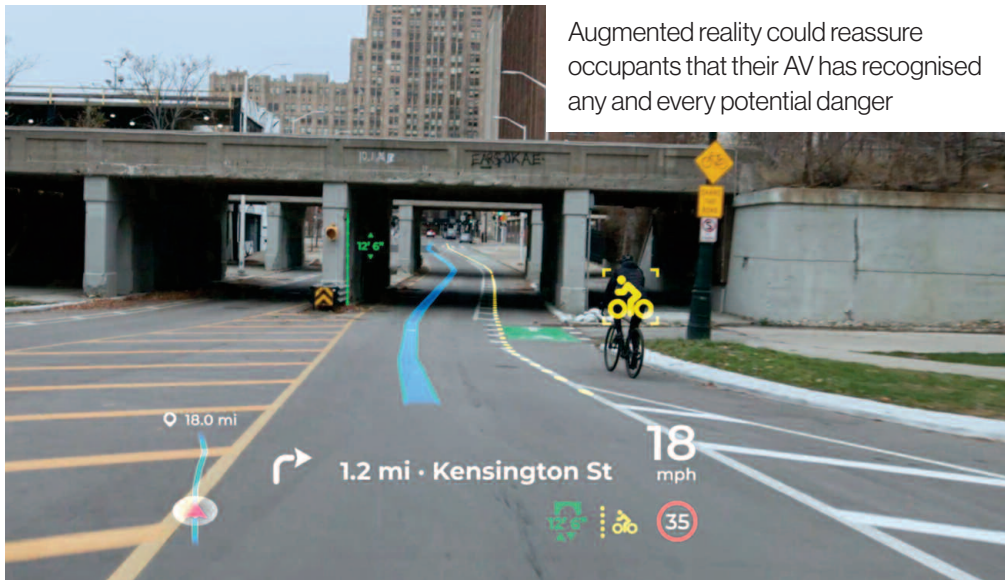 Augmented reality could reassure
occupants that their AV has recognised
any and every potential danger
12' 6"
18.0 mi
1.2 mi · Kensington St
18
mph
12' 6"
35